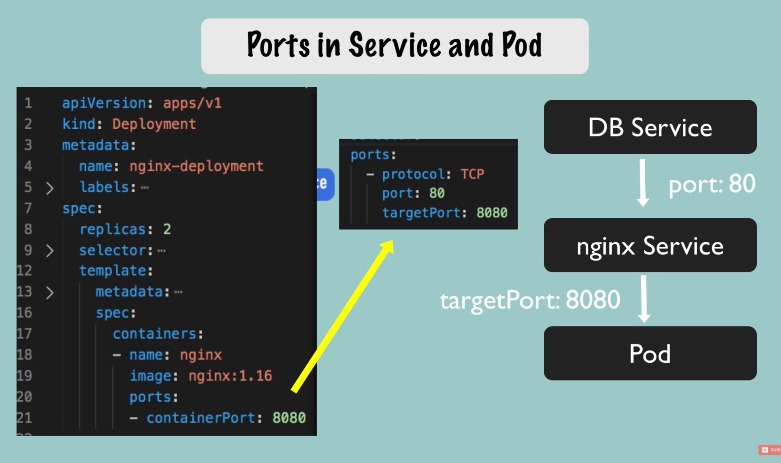 Ports in Service and Pod
1 apiVersion: apps/v1
2 kind: Deployment
3 metadata:
4 name: nginx-deployment
5 > labels: ⋯
7 spec:
8 replicas: 2
9 > selector: ⋯
12 template:
13 > metadata: ⋯
16 spec:
17 containers:
18 - name: nginx
19 image: nginx:1.16
20 ports:
21 - containerPort: 8080
ce
ports:
- protocol: TCP
port: 80
targetPort: 8080
DB Service
port: 80
nginx Service
targetPort: 8080
Pod